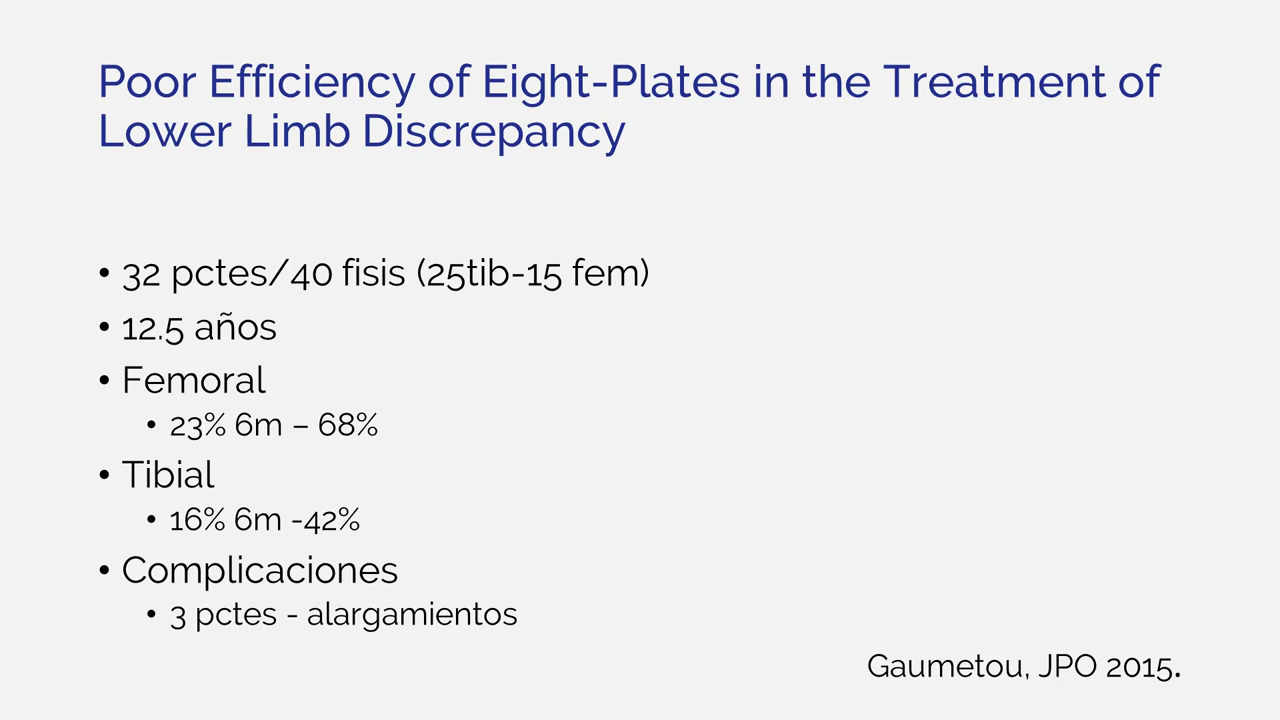 Poor Efficiency of Eight-Plates in the Treatment of
Lower Limb Discrepancy
• 32 pctes/40 fisis (25tib-15 fem)
• 12.5 años
• Femoral
• 23% 6m – 68%
• Tibial
• 16% 6m -42%
• Complicaciones
• 3 pctes - alargamientos
Gaumetou, JPO 2015.